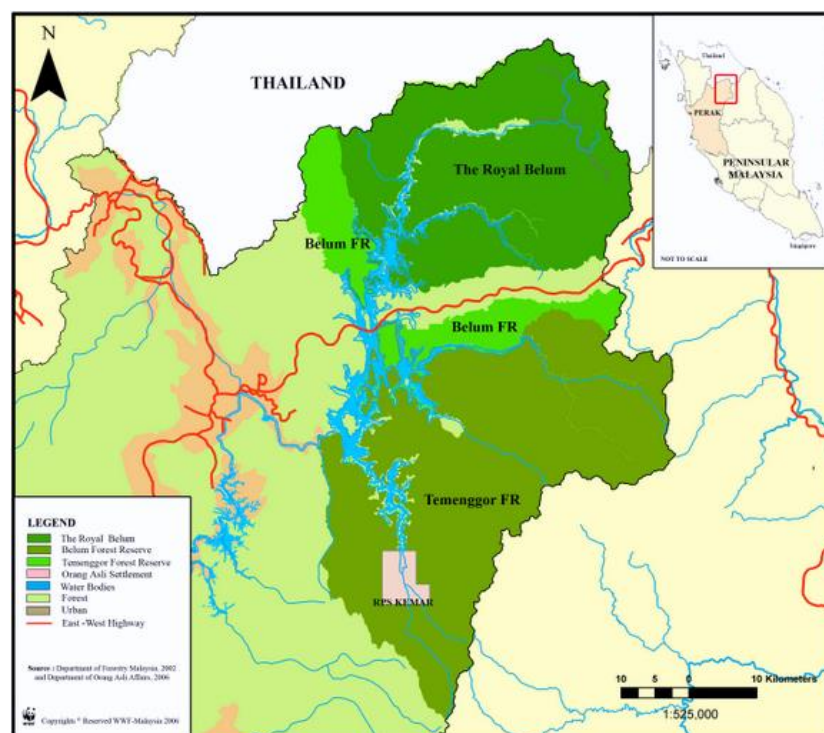 N
THAILAND
The Royal Belum
Belum FR
Belum FR
Temenggor FR
RPS KEMAR
Thailand
PERAK
PENINSULAR
MALAYSIA
Singapore
NOT TO SCALE
LEGEND
The Royal Belum
Belum Forest Reserve
Temenggor Forest Reserve
Orang Asli Settlement
Water Bodies
Forest
Urban
East -West Highway
Source : Department of Forestry Malaysia, 2002
and Department of Orang Asli Affairs, 2006
WWF
Copyrights © Reserved WWF-Malaysia 2006
10 5 0 10 Kilometers
1:525,000